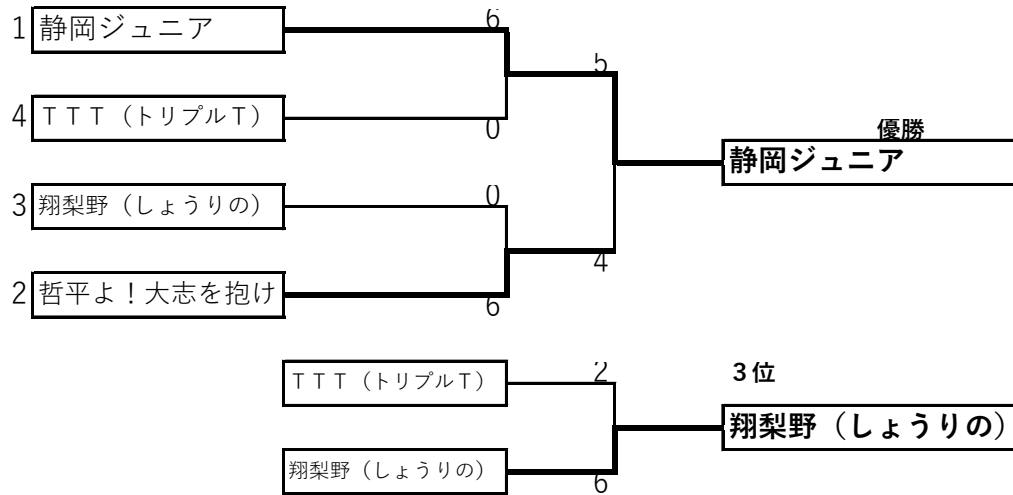 1 静岡ジュニア
6
5
4 ＴＴＴ（トリプルＴ）
0
優勝
静岡ジュニア
3 翔梨野（しょうりの）
0
4
2 哲平よ！大志を抱け
6
ＴＴＴ（トリプルＴ）
2
３位
翔梨野（しょうりの）
翔梨野（しょうりの）
6